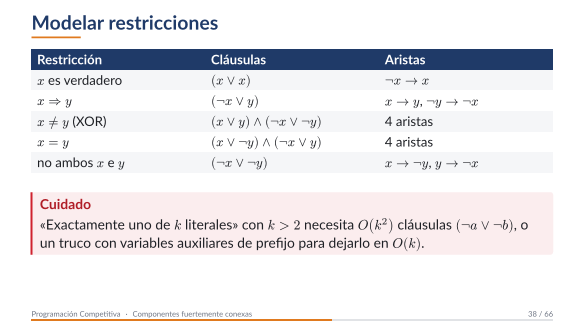 Modelar restricciones
Restricción Cláusulas Aristas
x es verdadero (x ∨ x) ¬x → x
x ⇒ y (¬x ∨ y) x → y, ¬y → ¬x
x ≠ y (XOR) (x ∨ y) ∧ (¬x ∨ ¬y) 4 aristas
x = y (x ∨ ¬y) ∧ (¬x ∨ y) 4 aristas
no ambos x e y (¬x ∨ ¬y) x → ¬y, y → ¬x
Cuidado
«Exactamente uno de k literales» con k > 2 necesita O(k²) cláusulas (¬a ∨ ¬b), o
un truco con variables auxiliares de prefijo para dejarlo en O(k).
Programación Competitiva · Componentes fuertemente conexas 38 / 66